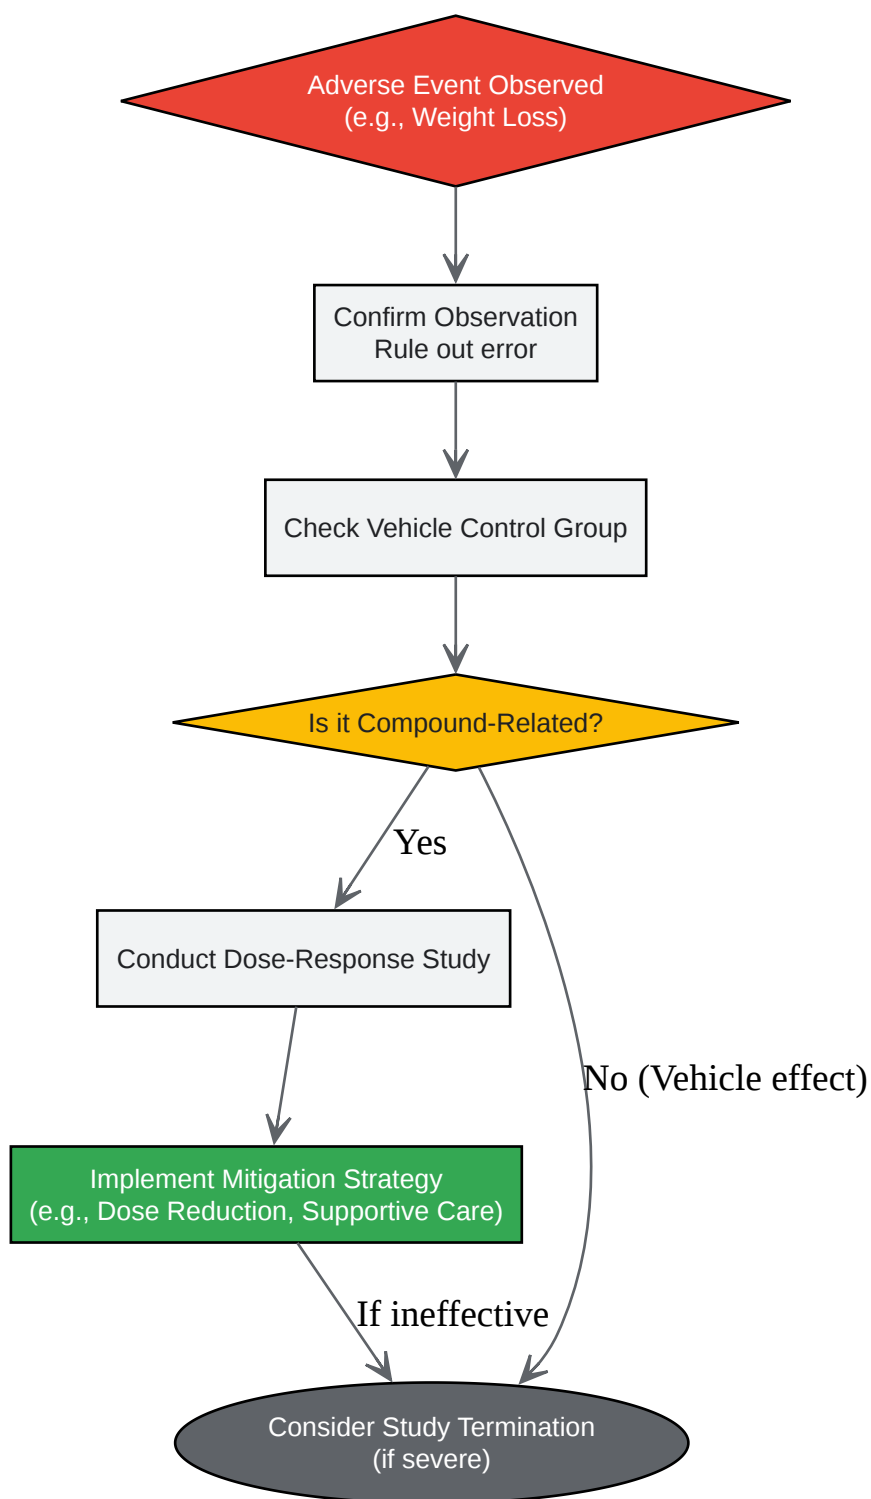 Adverse Event Observed
(e.g., Weight Loss)
Confirm Observation
Rule out error
Check Vehicle Control Group
Is it Compound-Related?
Yes
Conduct Dose-Response Study
No (Vehicle effect)
Implement Mitigation Strategy
(e.g., Dose Reduction, Supportive Care)
If ineffective
Consider Study Termination
(if severe)